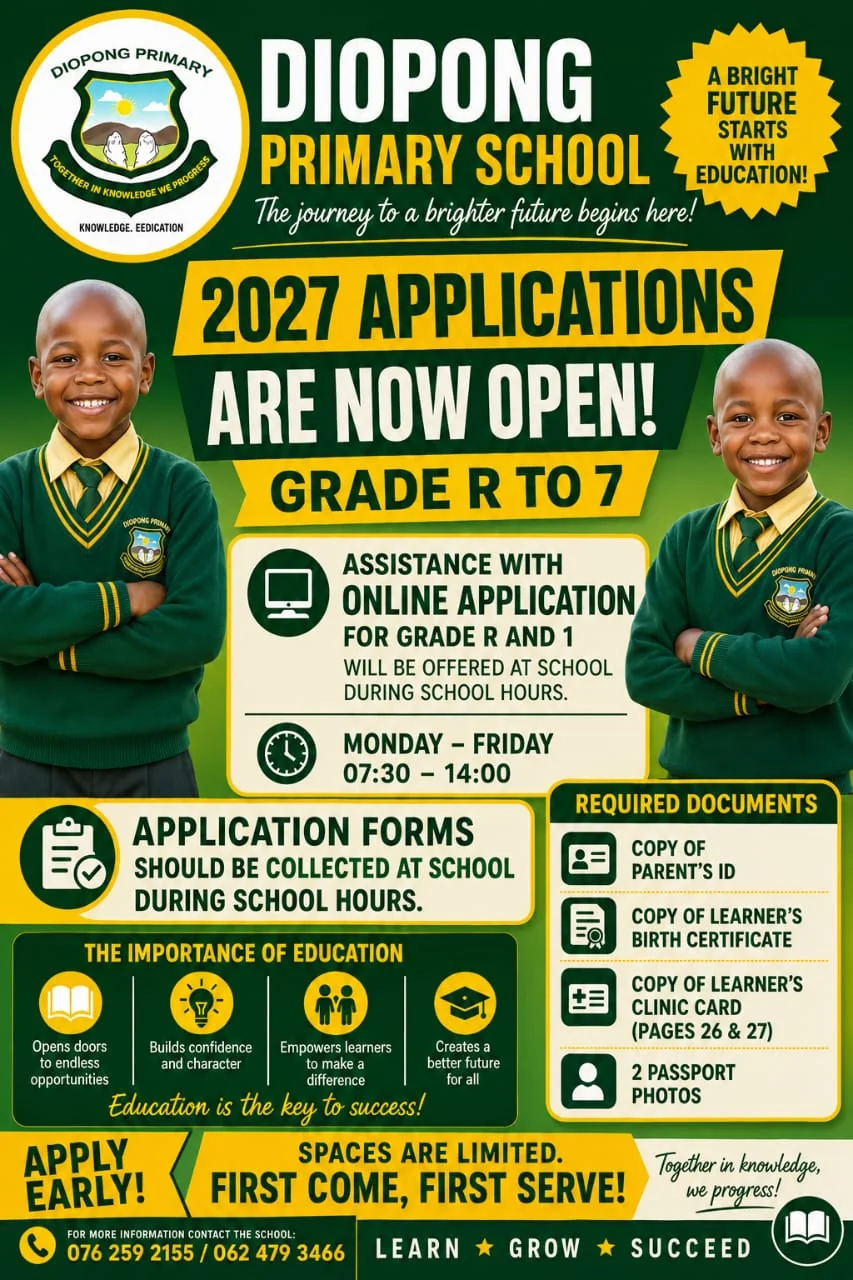 DIOPONG PRIMARY
TOGETHER IN KNOWLEDGE WE PROGRESS
KNOWLEDGE. EEDICATION
DIOPONG
PRIMARY SCHOOL
The journey to a brighter future begins here!
A BRIGHT
FUTURE
STARTS
WITH
EDUCATION!
2027 APPLICATIONS
ARE NOW OPEN!
GRADE R TO 7
DIOPONG PRIMARY
DIOPONG PRIMARY
ASSISTANCE WITH
ONLINE APPLICATION
FOR GRADE R AND 1
WILL BE OFFERED AT SCHOOL
DURING SCHOOL HOURS.
MONDAY – FRIDAY
07:30 – 14:00
APPLICATION FORMS
SHOULD BE COLLECTED AT SCHOOL
DURING SCHOOL HOURS.
REQUIRED DOCUMENTS
COPY OF
PARENT'S ID
COPY OF LEARNER'S
BIRTH CERTIFICATE
COPY OF LEARNER'S
CLINIC CARD
(PAGES 26 & 27)
2 PASSPORT
PHOTOS
THE IMPORTANCE OF EDUCATION
Opens doors
to endless
opportunities
Builds confidence
and character
Empowers learners
to make a
difference
Creates a
better future
for all
Education is the key to success!
APPLY
EARLY!
SPACES ARE LIMITED.
FIRST COME, FIRST SERVE!
Together in knowledge,
we progress!
FOR MORE INFORMATION CONTACT THE SCHOOL:
076 259 2155 / 062 479 3466
LEARN ★ GROW ★ SUCCEED